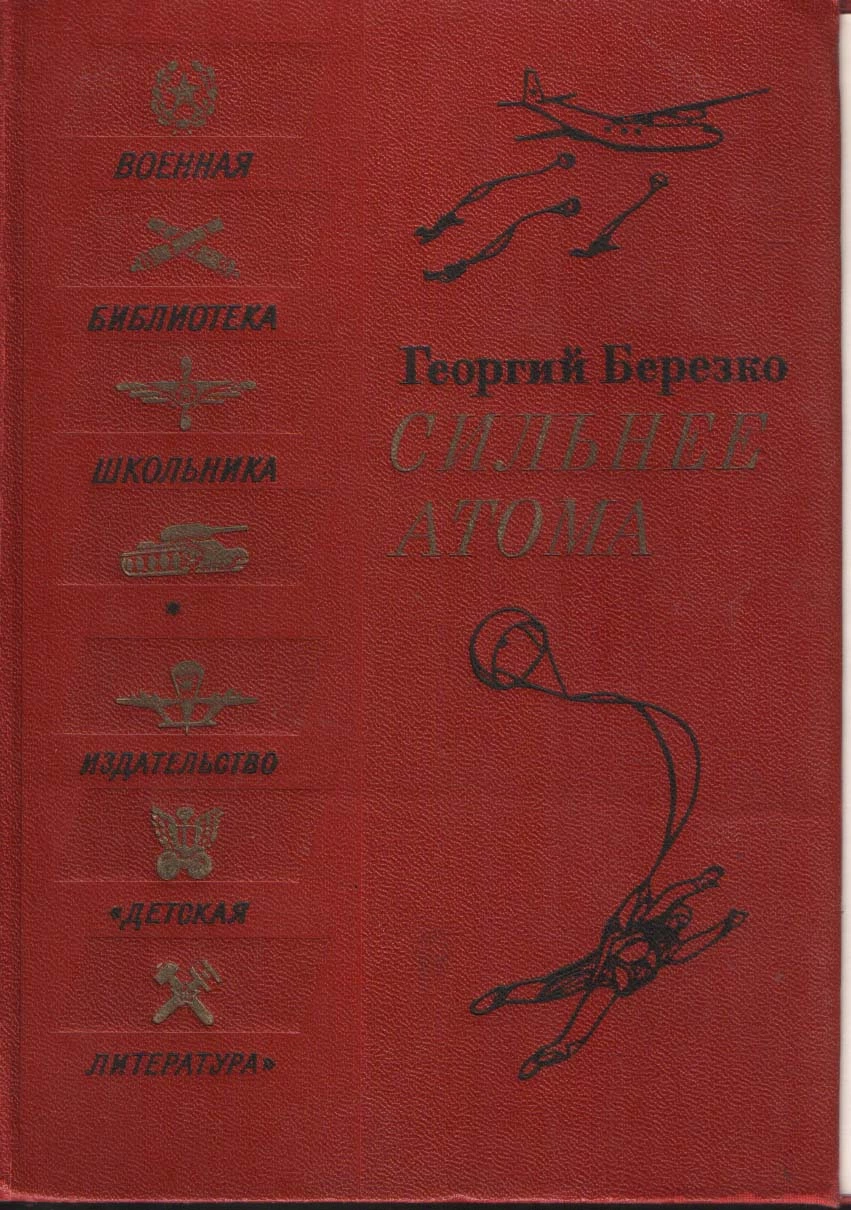 ВОЕННАЯ
БИБЛИОТЕКА
ШКОЛЬНИКА
*
ИЗДАТЕЛЬСТВО
«ДЕТСКАЯ
ЛИТЕРАТУРА»
Георгий Березко
СИЛЬНЕЕ
АТОМА